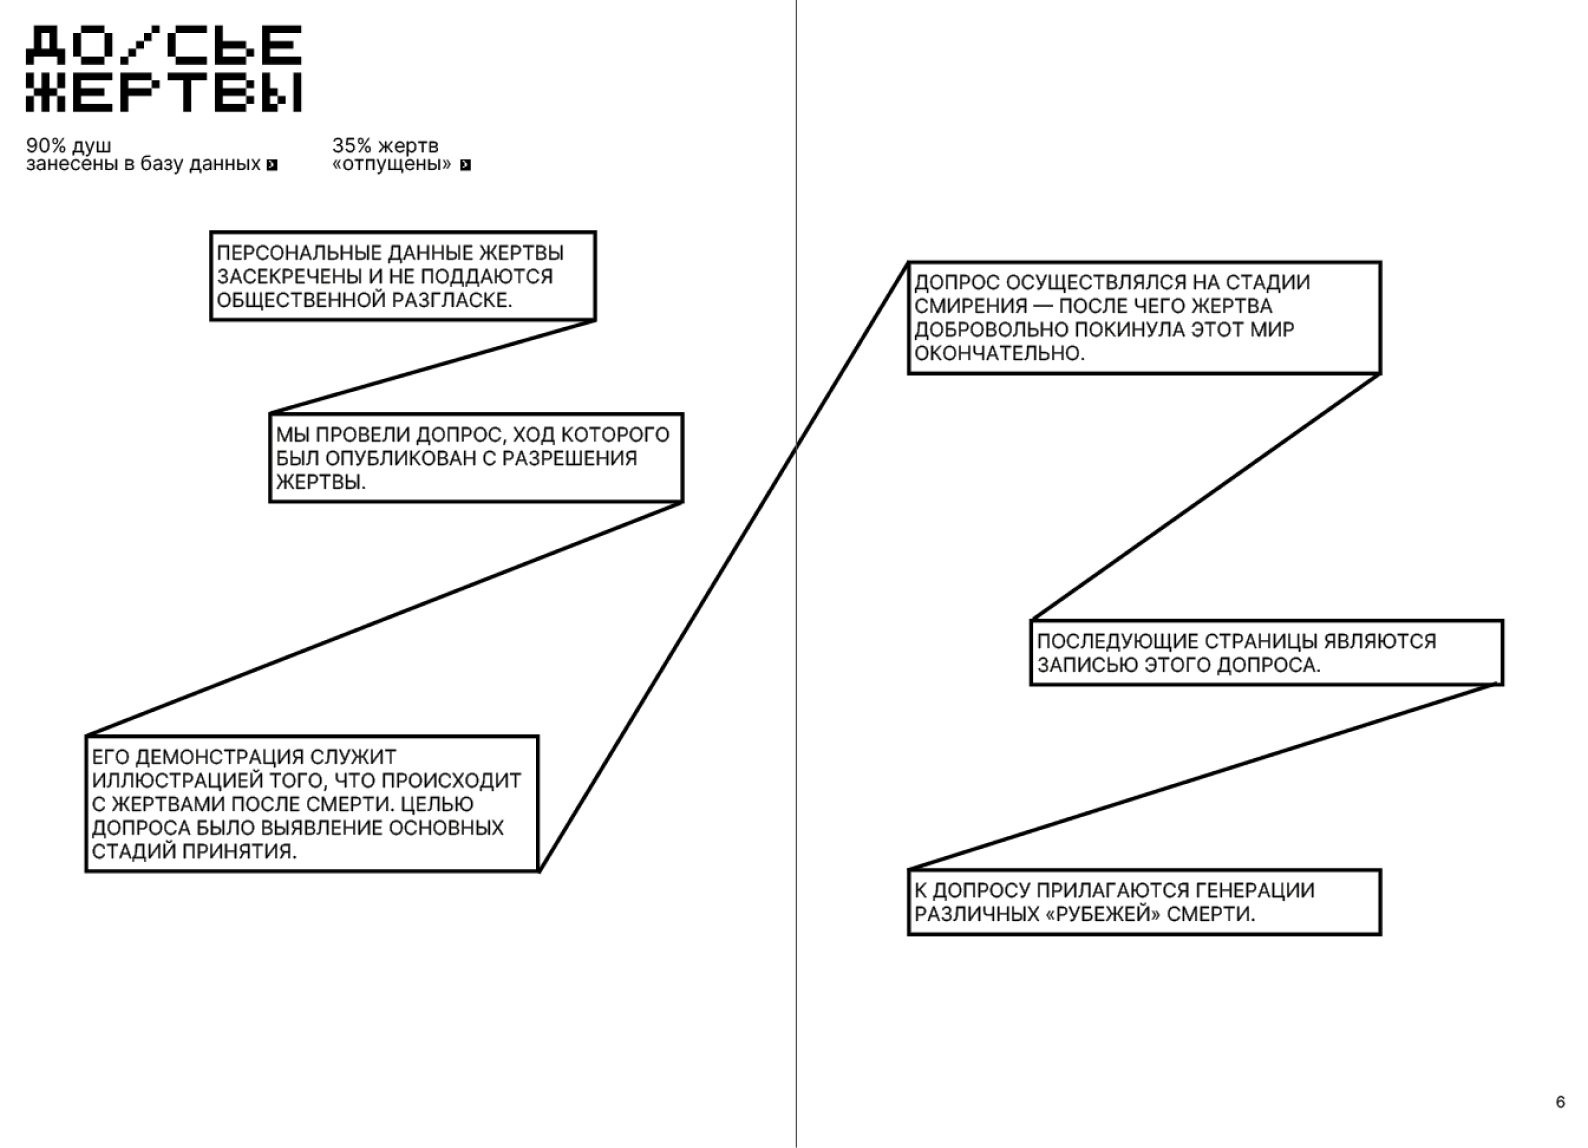 ДО/СЬЕ
ЖЕРТВЫ
90% душ
занесены в базу данных
35% жертв
«отпущены»
ПЕРСОНАЛЬНЫЕ ДАННЫЕ ЖЕРТВЫ
ЗАСЕКРЕЧЕНЫ И НЕ ПОДДАЮТСЯ
ОБЩЕСТВЕННОЙ РАЗГЛАСКЕ.
МЫ ПРОВЕЛИ ДОПРОС, ХОД КОТОРОГО
БЫЛ ОПУБЛИКОВАН С РАЗРЕШЕНИЯ
ЖЕРТВЫ.
ЕГО ДЕМОНСТРАЦИЯ СЛУЖИТ
ИЛЛЮСТРАЦИЕЙ ТОГО, ЧТО ПРОИСХОДИТ
С ЖЕРТВАМИ ПОСЛЕ СМЕРТИ. ЦЕЛЬЮ
ДОПРОСА БЫЛО ВЫЯВЛЕНИЕ ОСНОВНЫХ
СТАДИЙ ПРИНЯТИЯ.
ДОПРОС ОСУЩЕСТВЛЯЛСЯ НА СТАДИИ
СМИРЕНИЯ — ПОСЛЕ ЧЕГО ЖЕРТВА
ДОБРОВОЛЬНО ПОКИНУЛА ЭТОТ МИР
ОКОНЧАТЕЛЬНО.
ПОСЛЕДУЮЩИЕ СТРАНИЦЫ ЯВЛЯЮТСЯ
ЗАПИСЬЮ ЭТОГО ДОПРОСА.
К ДОПРОСУ ПРИЛАГАЮТСЯ ГЕНЕРАЦИИ
РАЗЛИЧНЫХ «РУБЕЖЕЙ» СМЕРТИ.
6